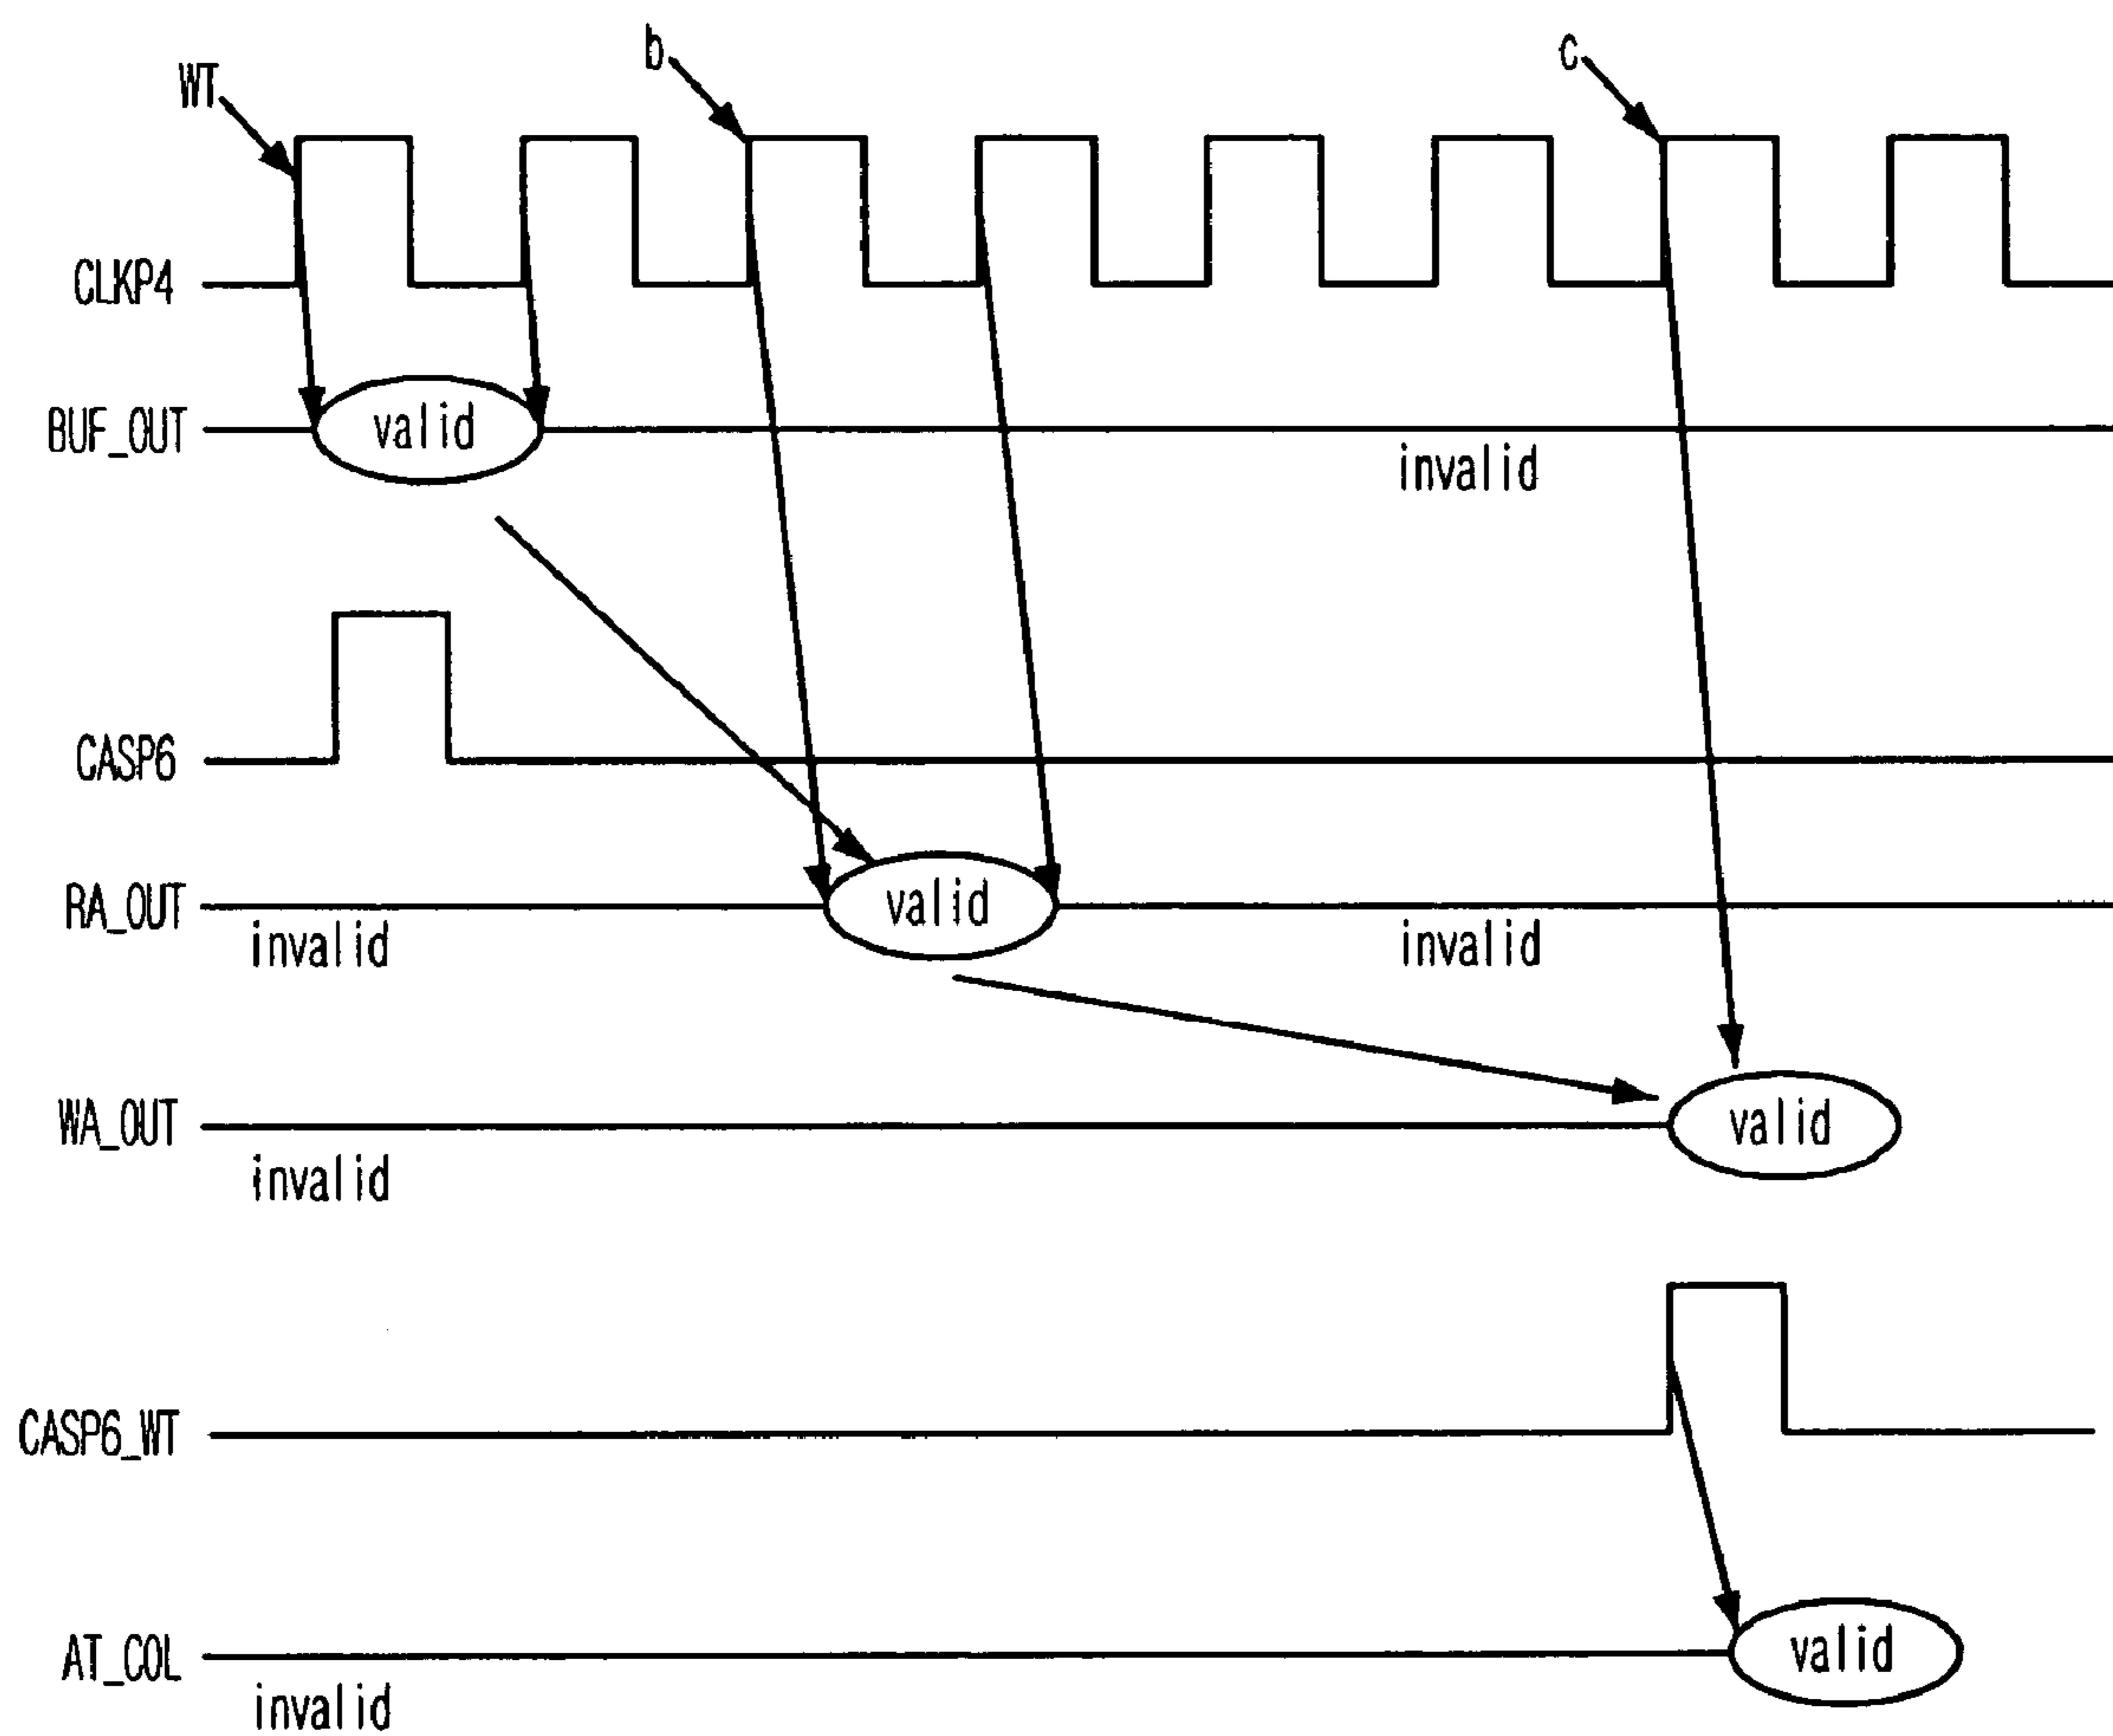 WT
b
c
CLKP4
BUF_OUT
valid
invalid
CASP6
RA_OUT
invalid
valid
invalid
WA_OUT
invalid
valid
CASP6_WT
AT_COL
invalid
valid